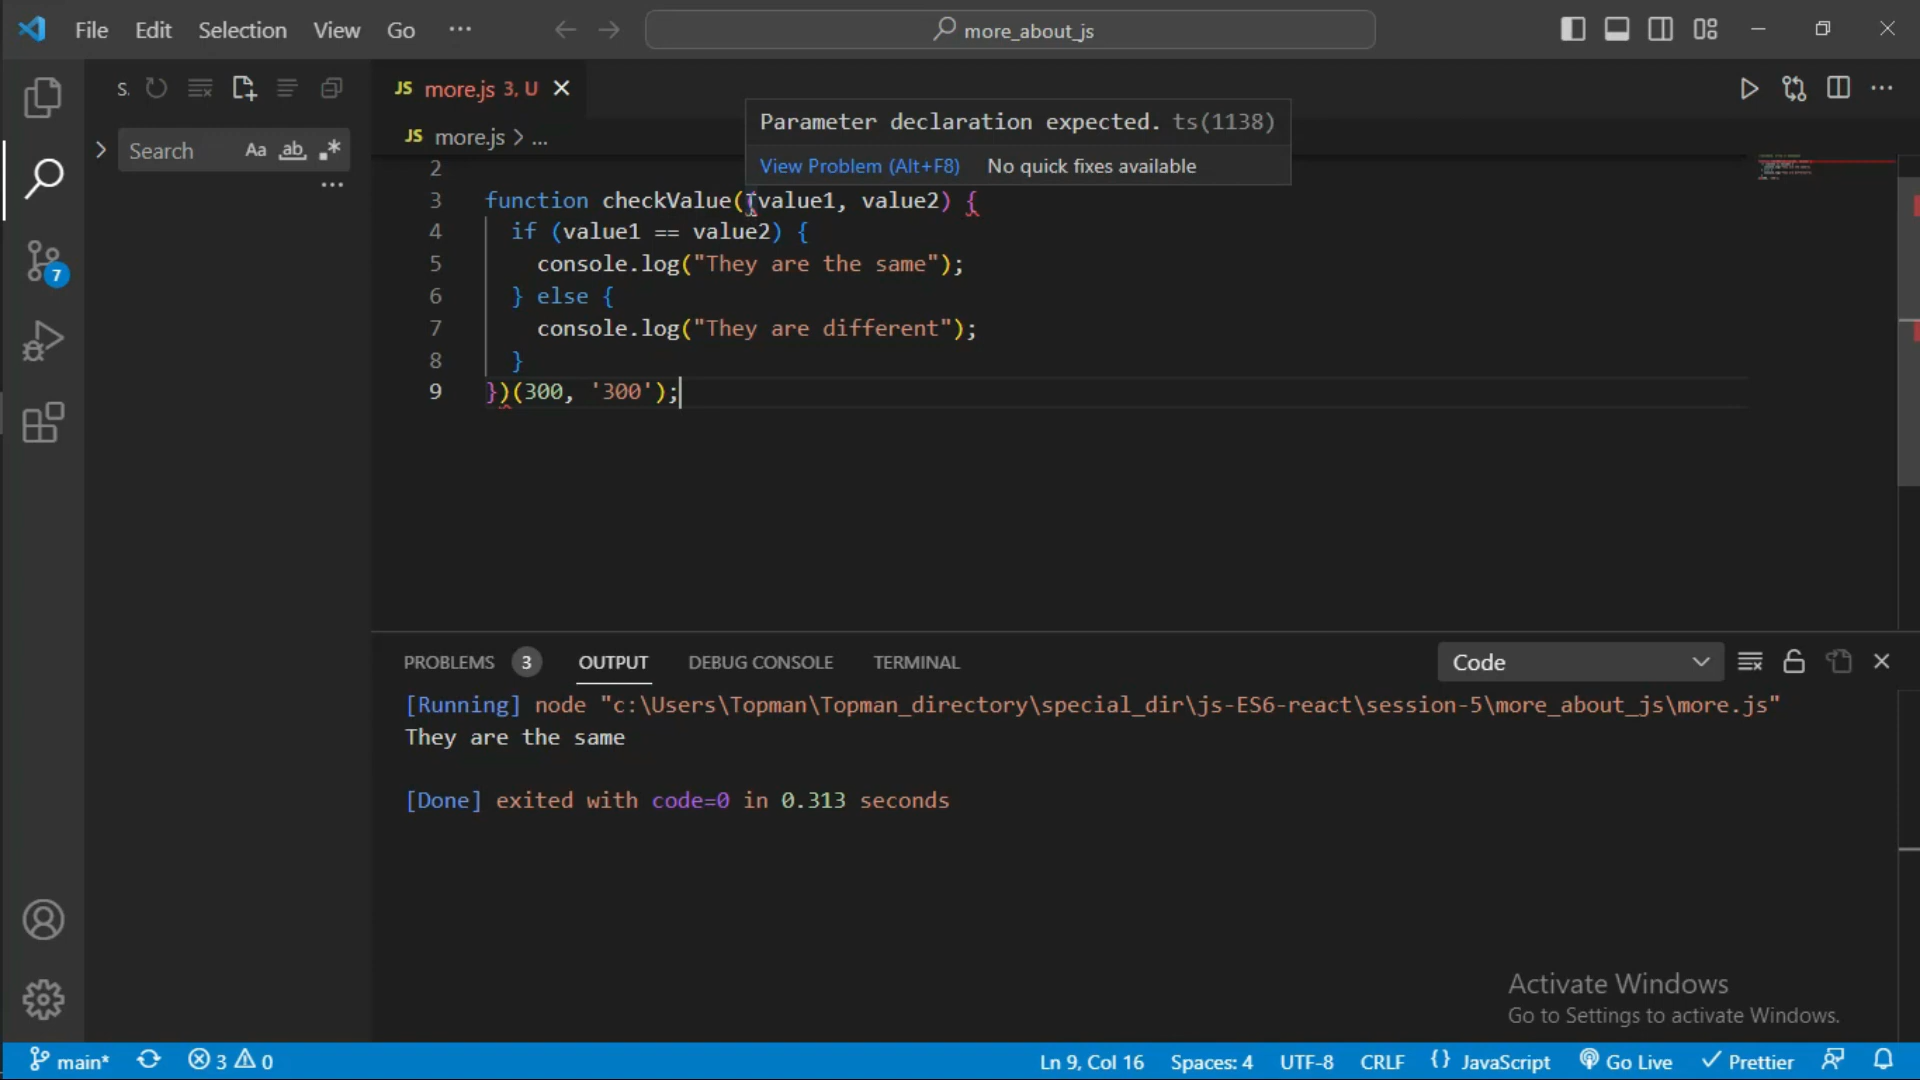 File Edit Selection View Go ···
more_about_js
S.
JS more.js 3, U
Search Aa ab
JS more.js > ...
Parameter declaration expected. ts(1138)
View Problem (Alt+F8) No quick fixes available
2
3 function checkValue((value1, value2) {
4 if (value1 == value2) {
5 console.log("They are the same");
6 } else {
7 console.log("They are different");
8 }
9 })(300, '300');
7
PROBLEMS 3 OUTPUT DEBUG CONSOLE TERMINAL Code
[Running] node "c:\Users\Topman\Topman_directory\special_dir\js-ES6-react\session-5\more_about_js\more.js"
They are the same
[Done] exited with code=0 in 0.313 seconds
Activate Windows
Go to Settings to activate Windows.
main* 3 0 Ln 9, Col 16 Spaces: 4 UTF-8 CRLF {} JavaScript Go Live Prettier